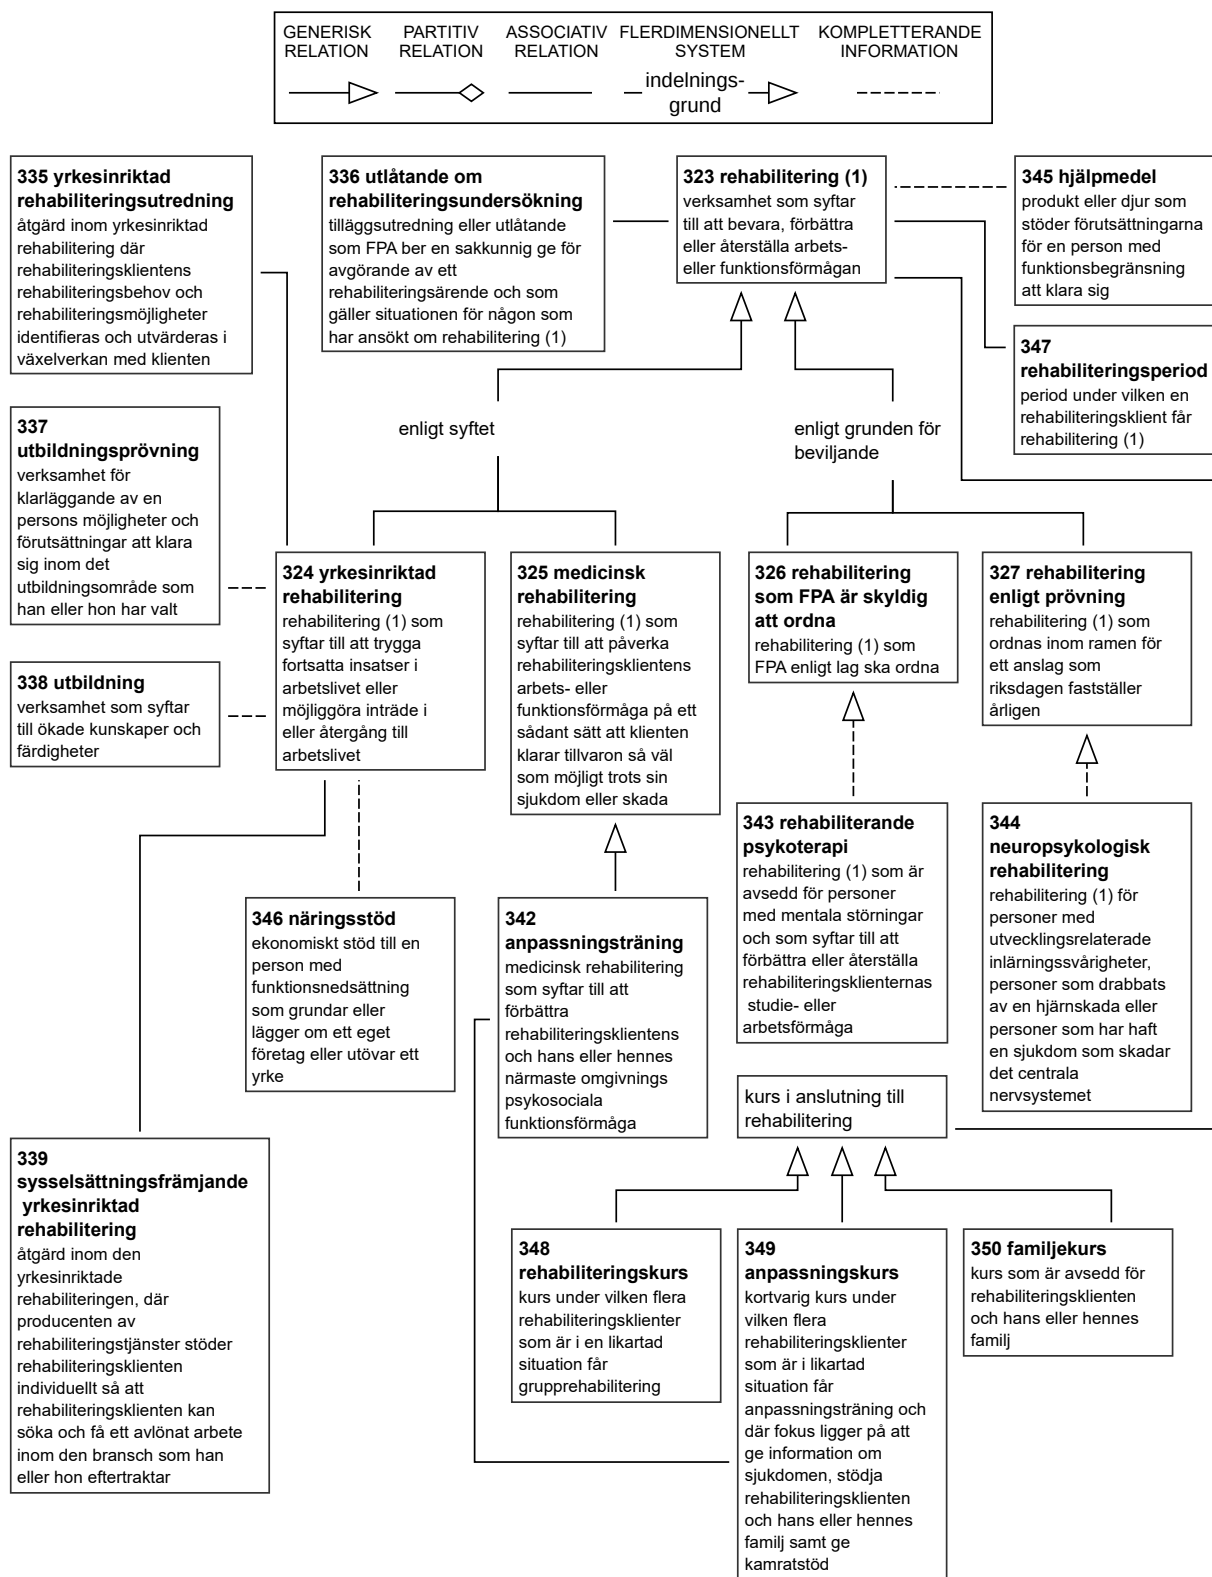 GENERISK
RELATION
PARTITIV
RELATION
ASSOCIATIV
RELATION
FLERDIMENSIONELLT
SYSTEM
KOMPLETTERANDE
INFORMATION
indelnings-
grund
335 yrkesinriktad
rehabiliteringsutredning
åtgärd inom yrkesinriktad
rehabilitering där
rehabiliteringsklientens
rehabiliteringsbehov och
rehabiliteringsmöjligheter
identifieras och utvärderas i
växelverkan med klienten
336 utlåtande om
rehabiliteringsundersökning
tilläggsutredning eller utlåtande
som FPA ber en sakkunnig ge för
avgörande av ett
rehabiliteringsärende och som
gäller situationen för någon som
har ansökt om rehabilitering (1)
323 rehabilitering (1)
verksamhet som syftar
till att bevara, förbättra
eller återställa arbets-
eller funktionsförmågan
345 hjälpmedel
produkt eller djur som
stöder förutsättningarna
för en person med
funktionsbegränsning
att klara sig
347
rehabiliteringsperiod
period under vilken en
rehabiliteringsklient får
rehabilitering (1)
337
utbildningsprövning
verksamhet för
klarläggande av en
persons möjligheter och
förutsättningar att klara
sig inom det
utbildningsområde som
han eller hon har valt
enligt syftet
enligt grunden för
beviljande
338 utbildning
verksamhet som syftar
till ökade kunskaper och
färdigheter
324 yrkesinriktad
rehabilitering
rehabilitering (1) som
syftar till att trygga
fortsatta insatser i
arbetslivet eller
möjliggöra inträde i
eller återgång till
arbetslivet
325 medicinsk
rehabilitering
rehabilitering (1) som
syftar till att påverka
rehabiliteringsklientens
arbets- eller
funktionsförmåga på ett
sådant sätt att klienten
klarar tillvaron så väl
som möjligt trots sin
sjukdom eller skada
326 rehabilitering
som FPA är skyldig
att ordna
rehabilitering (1) som
FPA enligt lag ska ordna
327 rehabilitering
enligt prövning
rehabilitering (1) som
ordnas inom ramen för
ett anslag som
riksdagen fastställer
årligen
343 rehabiliterande
psykoterapi
rehabilitering (1) som är
avsedd för personer
med mentala störningar
och som syftar till att
förbättra eller återställa
rehabiliteringsklienternas
studie- eller
arbetsförmåga
344
neuropsykologisk
rehabilitering
rehabilitering (1) för
personer med
utvecklingsrelaterade
inlärningssvårigheter,
personer som drabbats
av en hjärnskada eller
personer som har haft
en sjukdom som skadar
det centrala
nervsystemet
346 näringsstöd
ekonomiskt stöd till en
person med
funktionsnedsättning
som grundar eller
lägger om ett eget
företag eller utövar ett
yrke
342
anpassningsträning
medicinsk rehabilitering
som syftar till att
förbättra
rehabiliteringsklientens
och hans eller hennes
närmaste omgivnings
psykosociala
funktionsförmåga
kurs i anslutning till
rehabilitering
339
sysselsättningsfrämjande
yrkesinriktad
rehabilitering
åtgärd inom den
yrkesinriktade
rehabiliteringen, där
producenten av
rehabiliteringstjänster stöder
rehabiliteringsklienten
individuellt så att
rehabiliteringsklienten kan
söka och få ett avlönat arbete
inom den bransch som han
eller hon eftertraktar
348
rehabiliteringskurs
kurs under vilken flera
rehabiliteringsklienter
som är i en likartad
situation får
grupprehabilitering
349
anpassningskurs
kortvarig kurs under
vilken flera
rehabiliteringsklienter
som är i likartad
situation får
anpassningsträning och
där fokus ligger på att
ge information om
sjukdomen, stödja
rehabiliteringsklienten
och hans eller hennes
familj samt ge
kamratstöd
350 familjekurs
kurs som är avsedd för
rehabiliteringsklienten
och hans eller hennes
familj